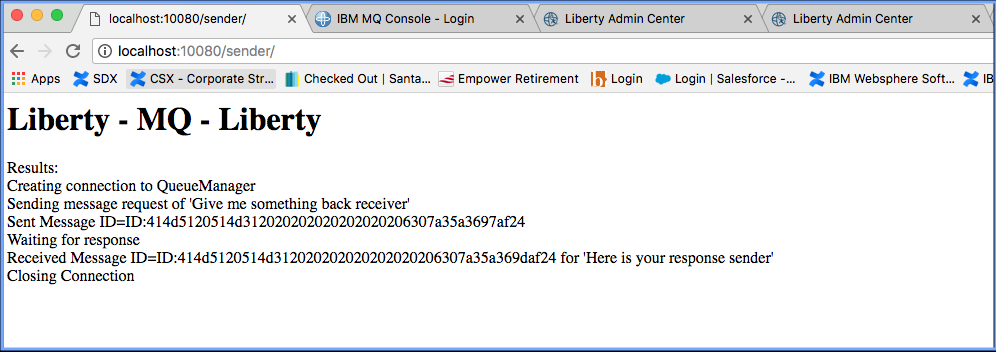 localhost:10080/sender/
IBM MQ Console - Login
Liberty Admin Center
Liberty Admin Center
localhost:10080/sender/
Apps
SDX
CSX - Corporate Str...
Checked Out | Santa...
Empower Retirement
Login
Login | Salesforce -...
IBM Websphere Soft...
IB
Liberty - MQ - Liberty
Results:
Creating connection to QueueManager
Sending message request of 'Give me something back receiver'
Sent Message ID=ID:414d5120514d312020202020202020206307a35a3697af24
Waiting for response
Received Message ID=ID:414d5120514d312020202020202020206307a35a369daf24 for 'Here is your response sender'
Closing Connection